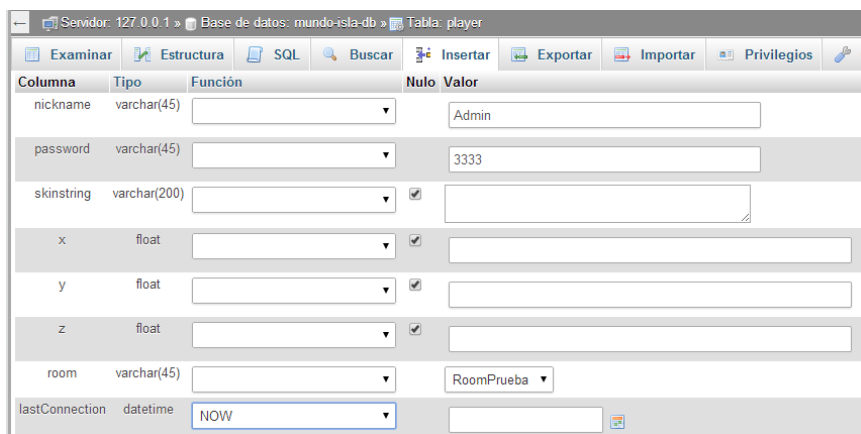 ← Servidor: 127.0.0.1 » Base de datos: mundo-isla-db » Tabla: player
Examinar Estructura SQL Buscar Insertar Exportar Importar Privilegios
Columna Tipo Función Nulo Valor
nickname varchar(45) Admin
password varchar(45) 3333
skinstring varchar(200)
x float
y float
z float
room varchar(45) RoomPrueba
lastConnection datetime NOW